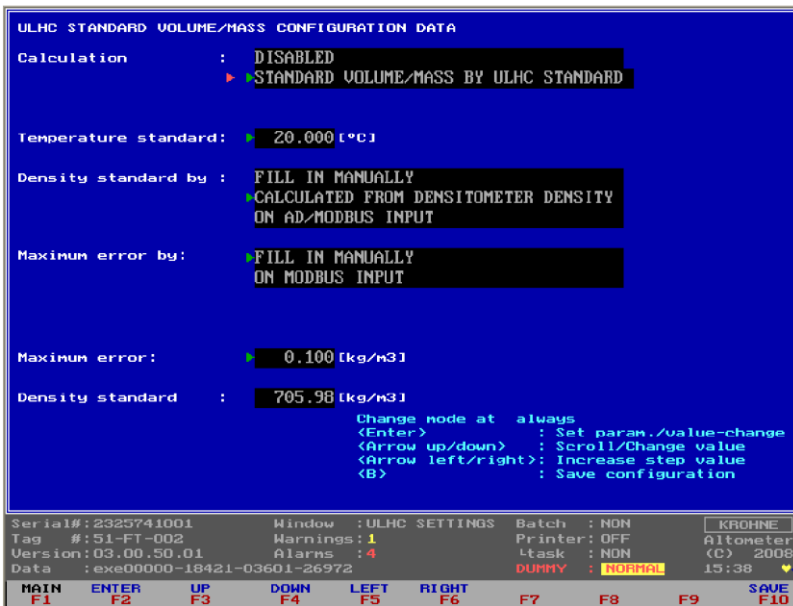 ULHC STANDARD VOLUME/MASS CONFIGURATION DATA
Calculation : DISABLED
STANDARD VOLUME/MASS BY ULHC STANDARD
Temperature standard: 20.000 [°C]
Density standard by : FILL IN MANUALLY
CALCULATED FROM DENSITOMETER DENSITY
ON AD/MODBUS INPUT
Maximum error by: FILL IN MANUALLY
ON MODBUS INPUT
Maximum error: 0.100 [kg/m3]
Density standard : 705.98 [kg/m3]
Change mode at always
<Enter> : Set param./value-change
<Arrow up/down> : Scroll/Change value
<Arrow left/right>: Increase step value
<B> : Save configuration
Serial#:2325741001 Window :ULHC SETTINGS Batch : NON KROHNE
Tag #:51-FT-002 Warnings:1 Printer: OFF Altometer
Version:03.00.50.01 Alarms :4 └task : NON (C) 2008
Data :exe00000-18421-03601-26972 DUMMY : NORMAL 15:38 ♥
MAIN ENTER UP DOWN LEFT RIGHT SAVE
F1 F2 F3 F4 F5 F6 F7 F8 F9 F10